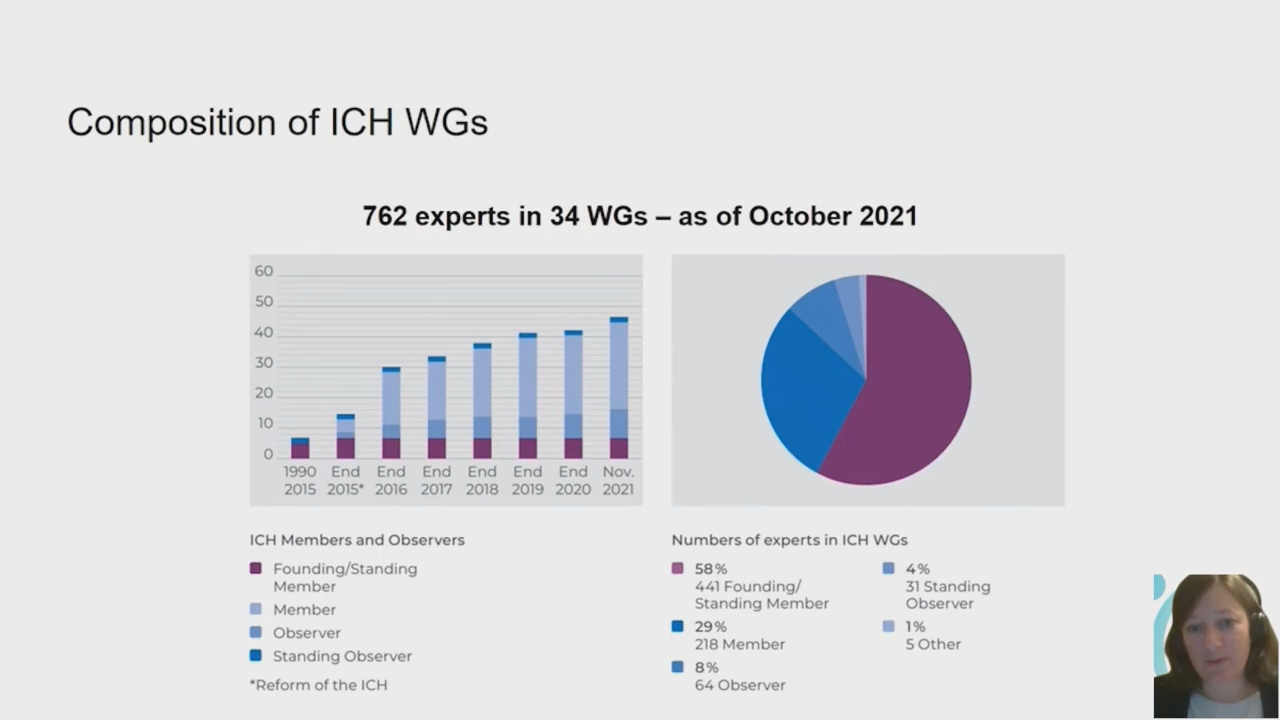 Composition of ICH WGs
762 experts in 34 WGs – as of October 2021
60
50
40
30
20
10
0
1990 End End End End End End Nov.
2015 2015* 2016 2017 2018 2019 2020 2021
ICH Members and Observers
Founding/Standing
Member
Member
Observer
Standing Observer
*Reform of the ICH
Numbers of experts in ICH WGs
58%
441 Founding/
Standing Member
29%
218 Member
8%
64 Observer
4%
31 Standing
Observer
1%
5 Other